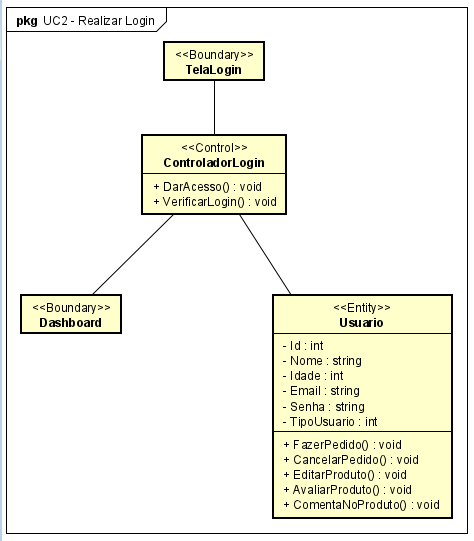 pkg UC2 - Realizar Login
<<Boundary>>
TelaLogin
<<Control>>
ControladorLogin
+ DarAcesso() : void
+ VerificarLogin() : void
<<Boundary>>
Dashboard
<<Entity>>
Usuario
- Id : int
- Nome : string
- Idade : int
- Email : string
- Senha : string
- TipoUsuario : int
+ FazerPedido() : void
+ CancelarPedido() : void
+ EditarProduto() : void
+ AvaliarProduto() : void
+ ComentaNoProduto() : void